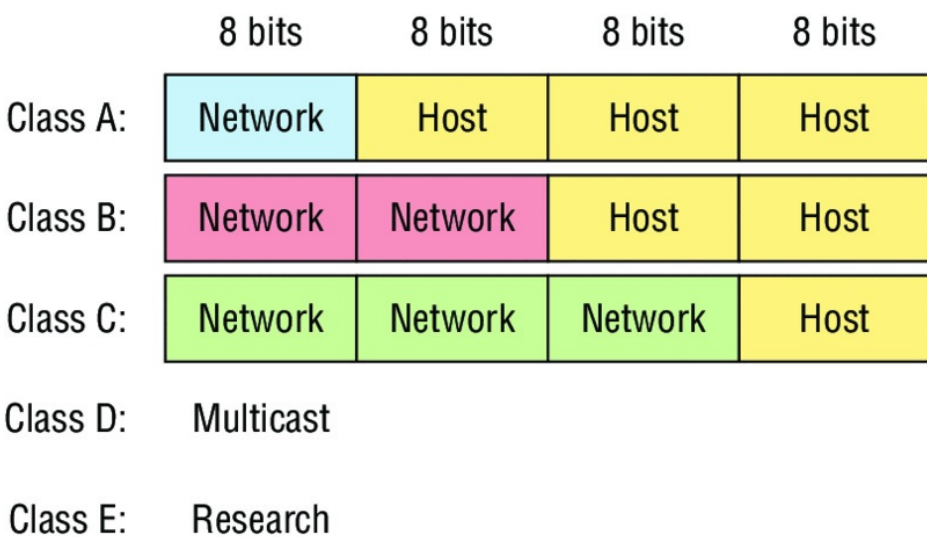 8 bits 8 bits 8 bits 8 bits
Class A: Network Host Host Host
Class B: Network Network Host Host
Class C: Network Network Network Host
Class D: Multicast
Class E: Research